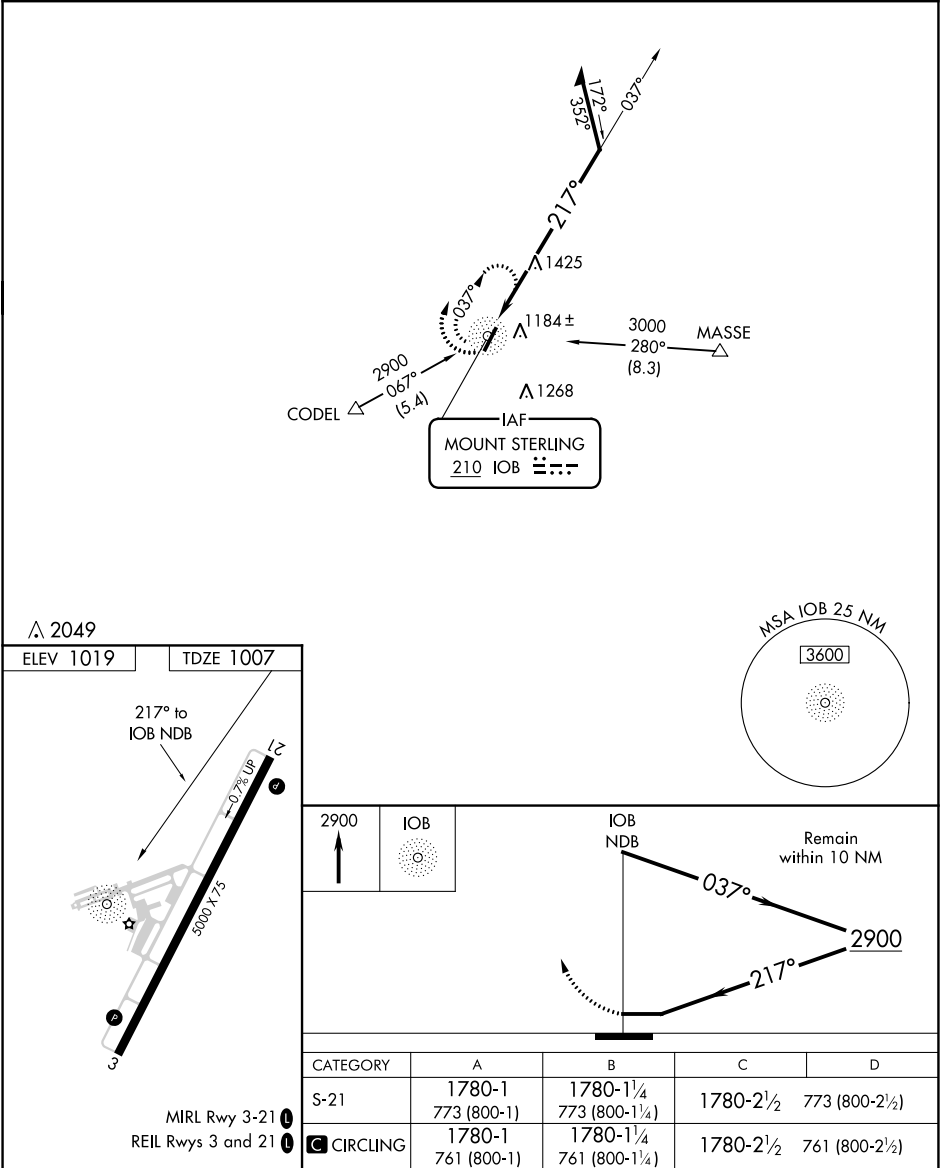 172°
352°
037°
217°
1425
037°
1184±
3000
280°
(8.3)
MASSE
2900
067°
(5.4)
CODEL
1268
IAF
MOUNT STERLING
210 IOB
2049
MSA IOB 25 NM
3600
ELEV 1019
TDZE 1007
217° to
IOB NDB
21
0.7% UP
P
5000 X 75
P
3
MIRL Rwy 3-21 L
REIL Rwys 3 and 21 L
2900
IOB
IOB
NDB
Remain
within 10 NM
037°
2900
217°
CATEGORY A B C D
S-21 1780-1 773 (800-1) 1780-1¼ 773 (800-1¼) 1780-2½ 773 (800-2½)
C CIRCLING 1780-1 761 (800-1) 1780-1¼ 761 (800-1¼) 1780-2½ 761 (800-2½)